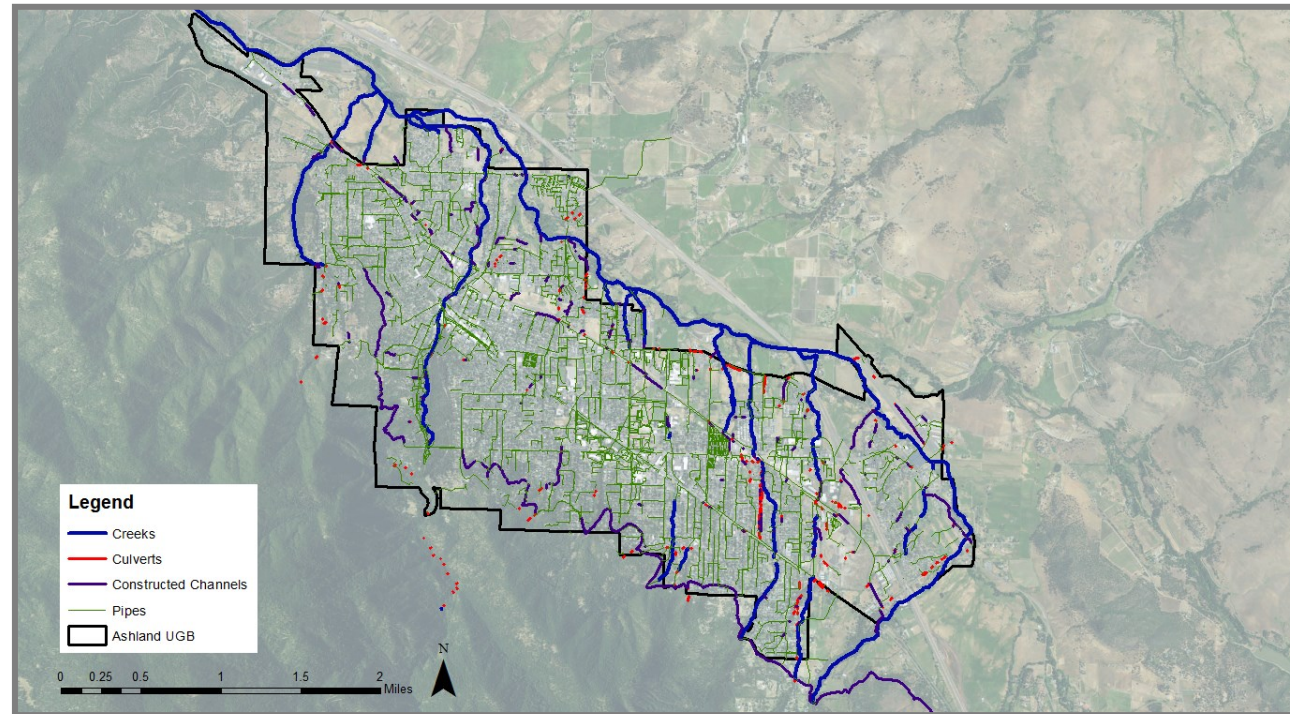 Legend
Creeks
Culverts
Constructed Channels
Pipes
Ashland UGB
N
0 0.25 0.5 1 1.5 2
Miles